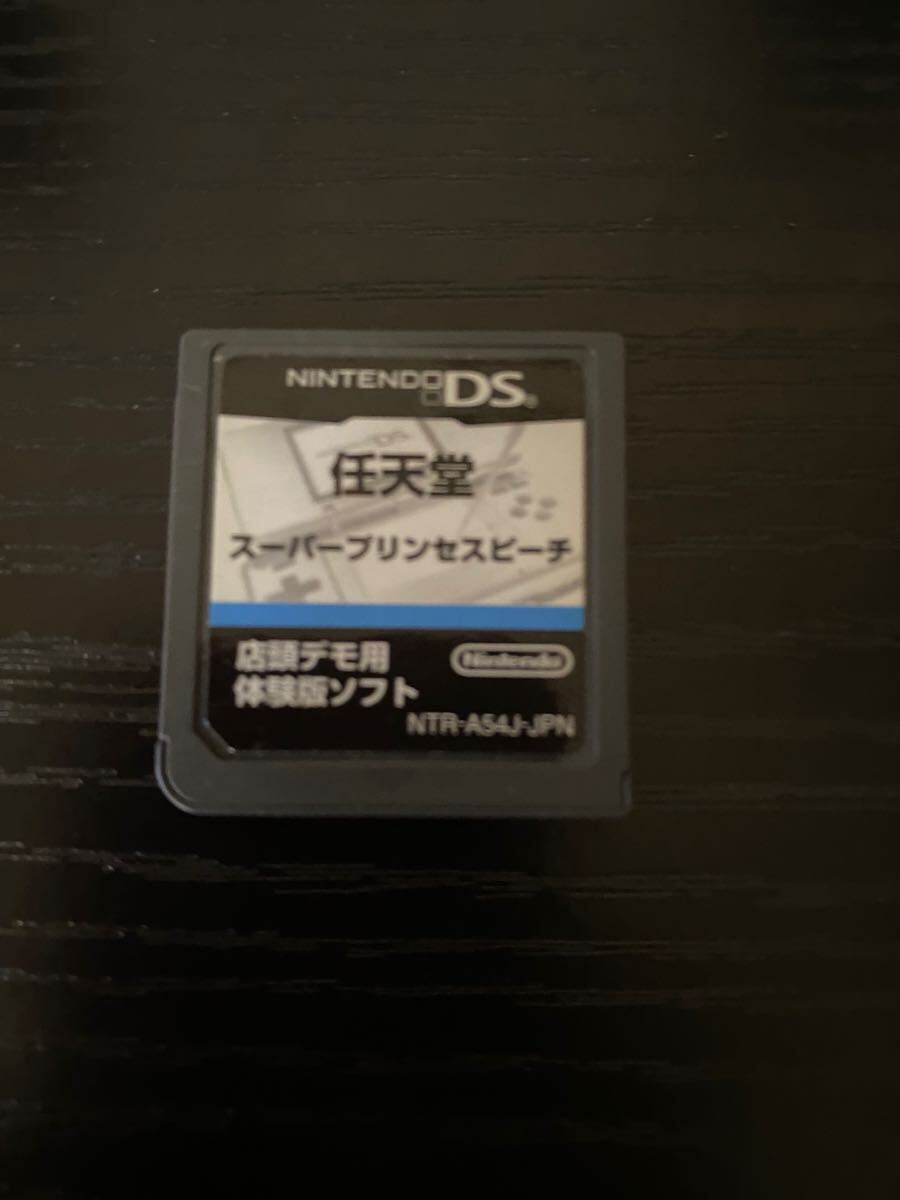 NINTENDO DS
任天堂
スーパープリンセスピーチ
店頭デモ用
体験版ソフト
Nintendo
NTR-A54J-JPN